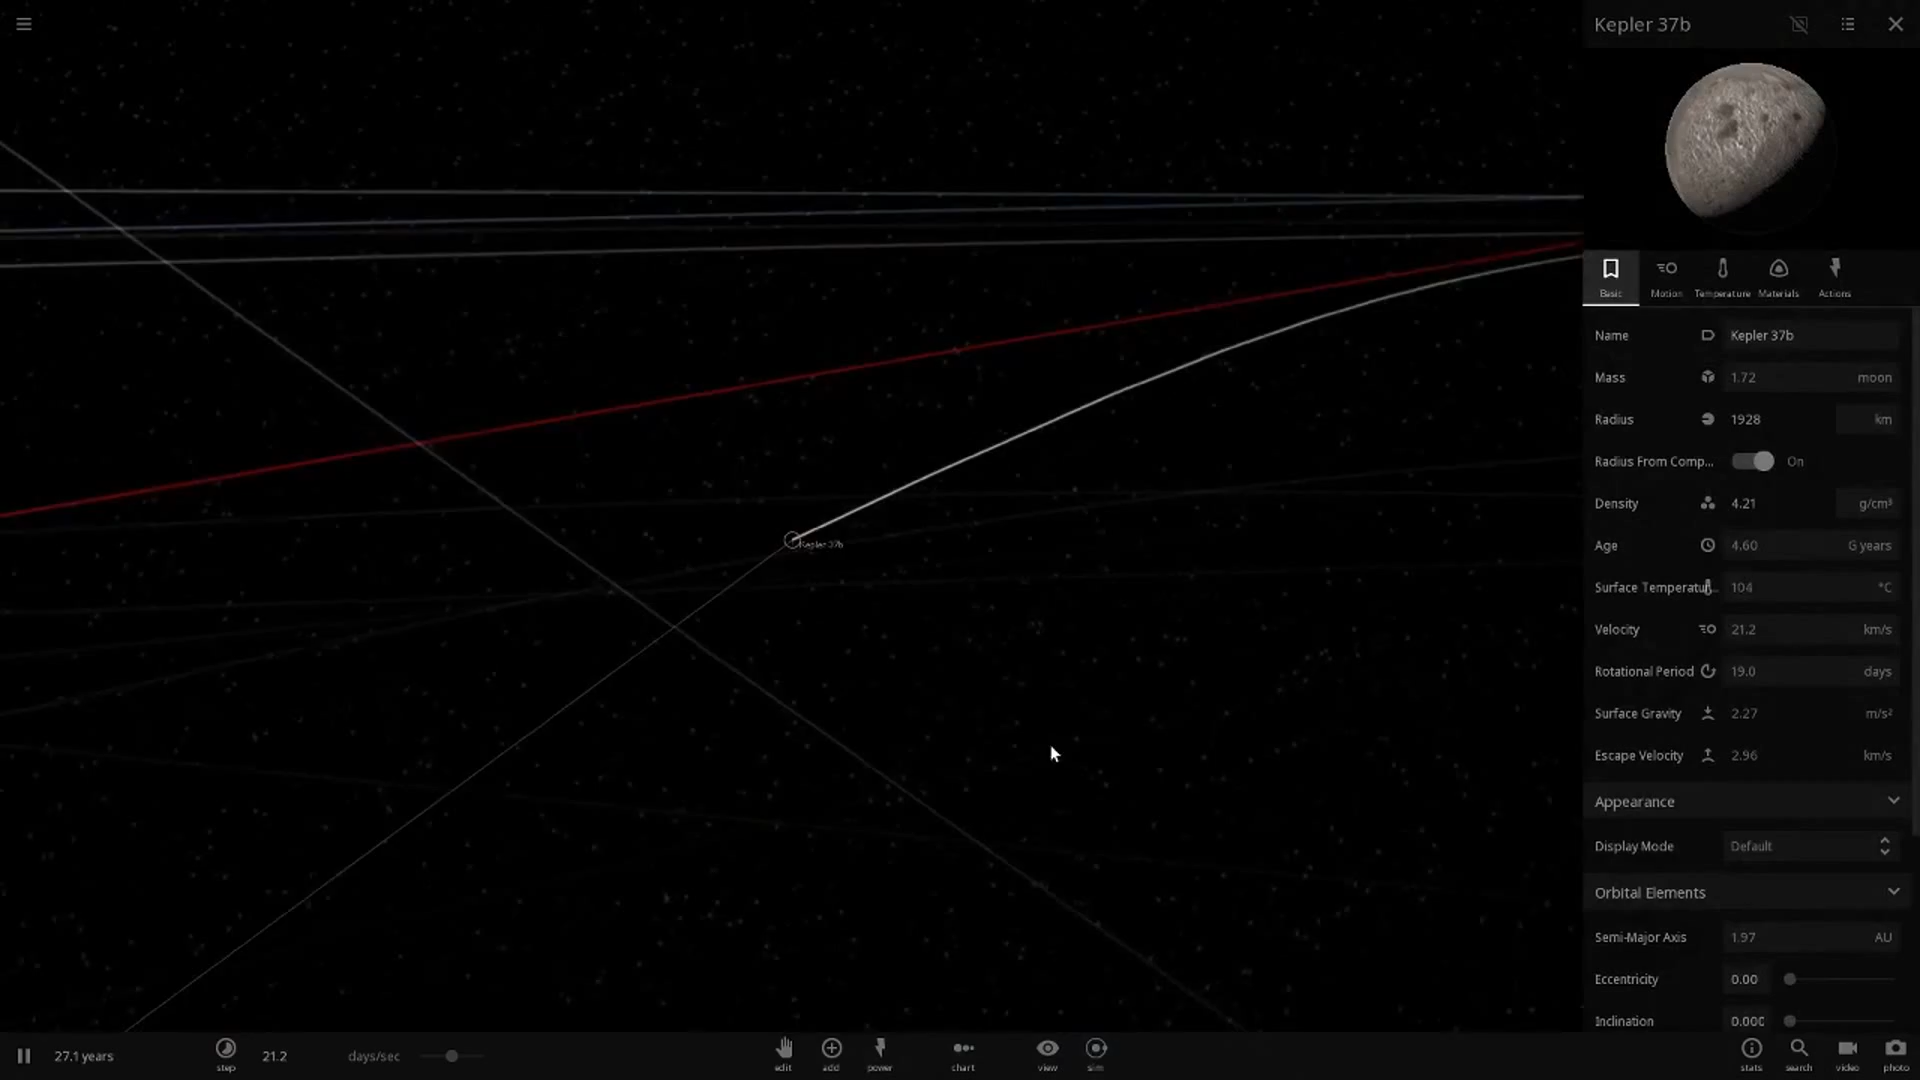 Kepler 37b
Basic
Motion
Temperature
Materials
Actions
Name Kepler 37b
Mass 1.72 moon
Radius 1928 km
Radius From Comp... On
Density 4.21 g/cm³
Age 4.60 G years
Surface Temperatur... 104 °C
Velocity 21.2 km/s
Rotational Period 19.0 days
Surface Gravity 2.27 m/s²
Escape Velocity 2.96 km/s
Appearance
Display Mode Default
Orbital Elements
Semi-Major Axis 1.97 AU
Eccentricity 0.00
Inclination 0.00
Kepler 37b
27.1 years
step
21.2 days/sec
edit
add
power
chart
view
sim
stats
search
video
photo